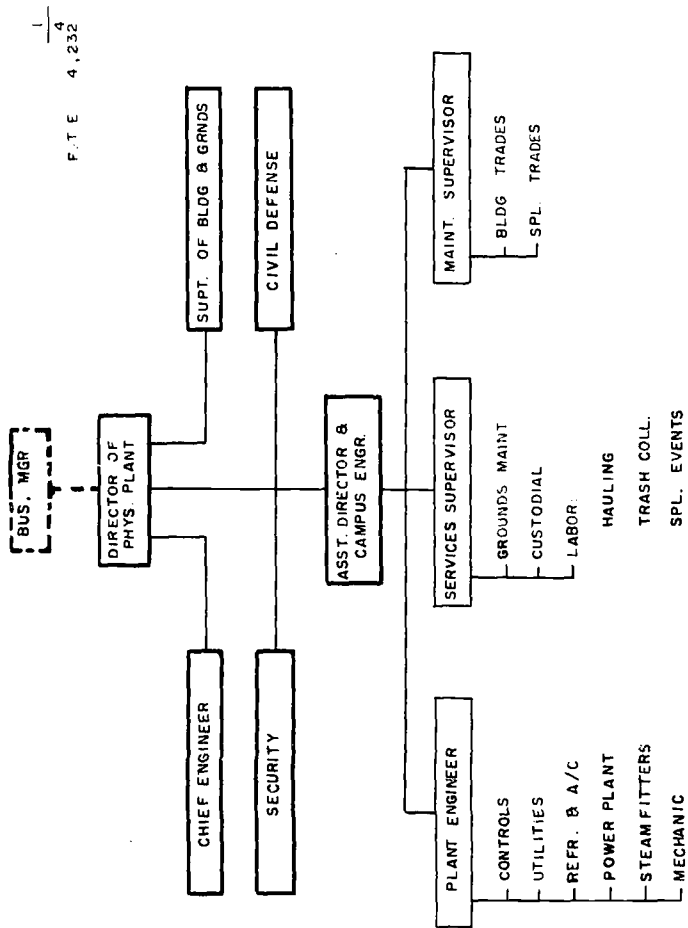 1
4
F.T E 4,232
BUS. MGR
DIRECTOR OF
PHYS. PLANT
CHIEF ENGINEER
SUPT. OF BLDG & GRNDS
SECURITY
CIVIL DEFENSE
ASST. DIRECTOR &
CAMPUS ENGR.
PLANT ENGINEER
CONTROLS
UTILITIES
REFR. & A/C
POWER PLANT
STEAMFITTERS
MECHANIC
SERVICES SUPERVISOR
GROUNDS MAINT
CUSTODIAL
LABOR:
HAULING
TRASH COLL.
SPL. EVENTS
MAINT. SUPERVISOR
BLDG TRADES
SPL. TRADES